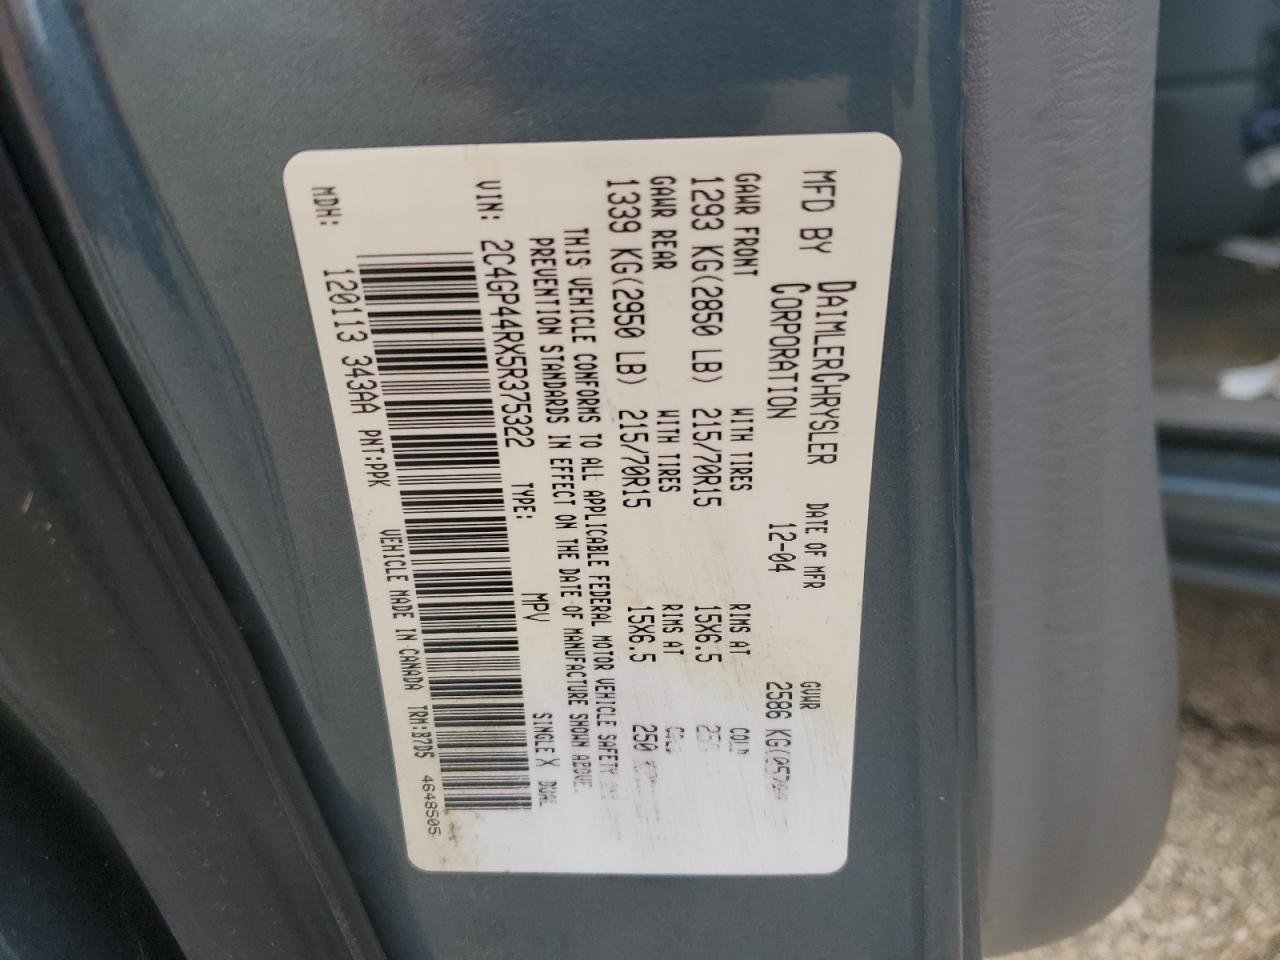 MFD BY DAIMLERCHRYSLER CORPORATION DATE OF MFR 12-04 GVWR 2586 KG
GAWR FRONT WITH TIRES RIMS AT COLD
1293 KG(2850 LB) 215/70R15 15X6.5
GAWR REAR WITH TIRES RIMS AT
1339 KG(2950 LB) 215/70R15 15X6.5 250
THIS VEHICLE CONFORMS TO ALL APPLICABLE FEDERAL MOTOR VEHICLE SAFETY
PREVENTION STANDARDS IN EFFECT ON THE DATE OF MANUFACTURE SHOWN ABOVE.
VIN: 2C4GP44RX5R375322 TYPE: MPV SINGLE X DUAL
MDH: 120113 343AA PNT:PPK VEHICLE MADE IN CANADA TRM:B7D5 4648505